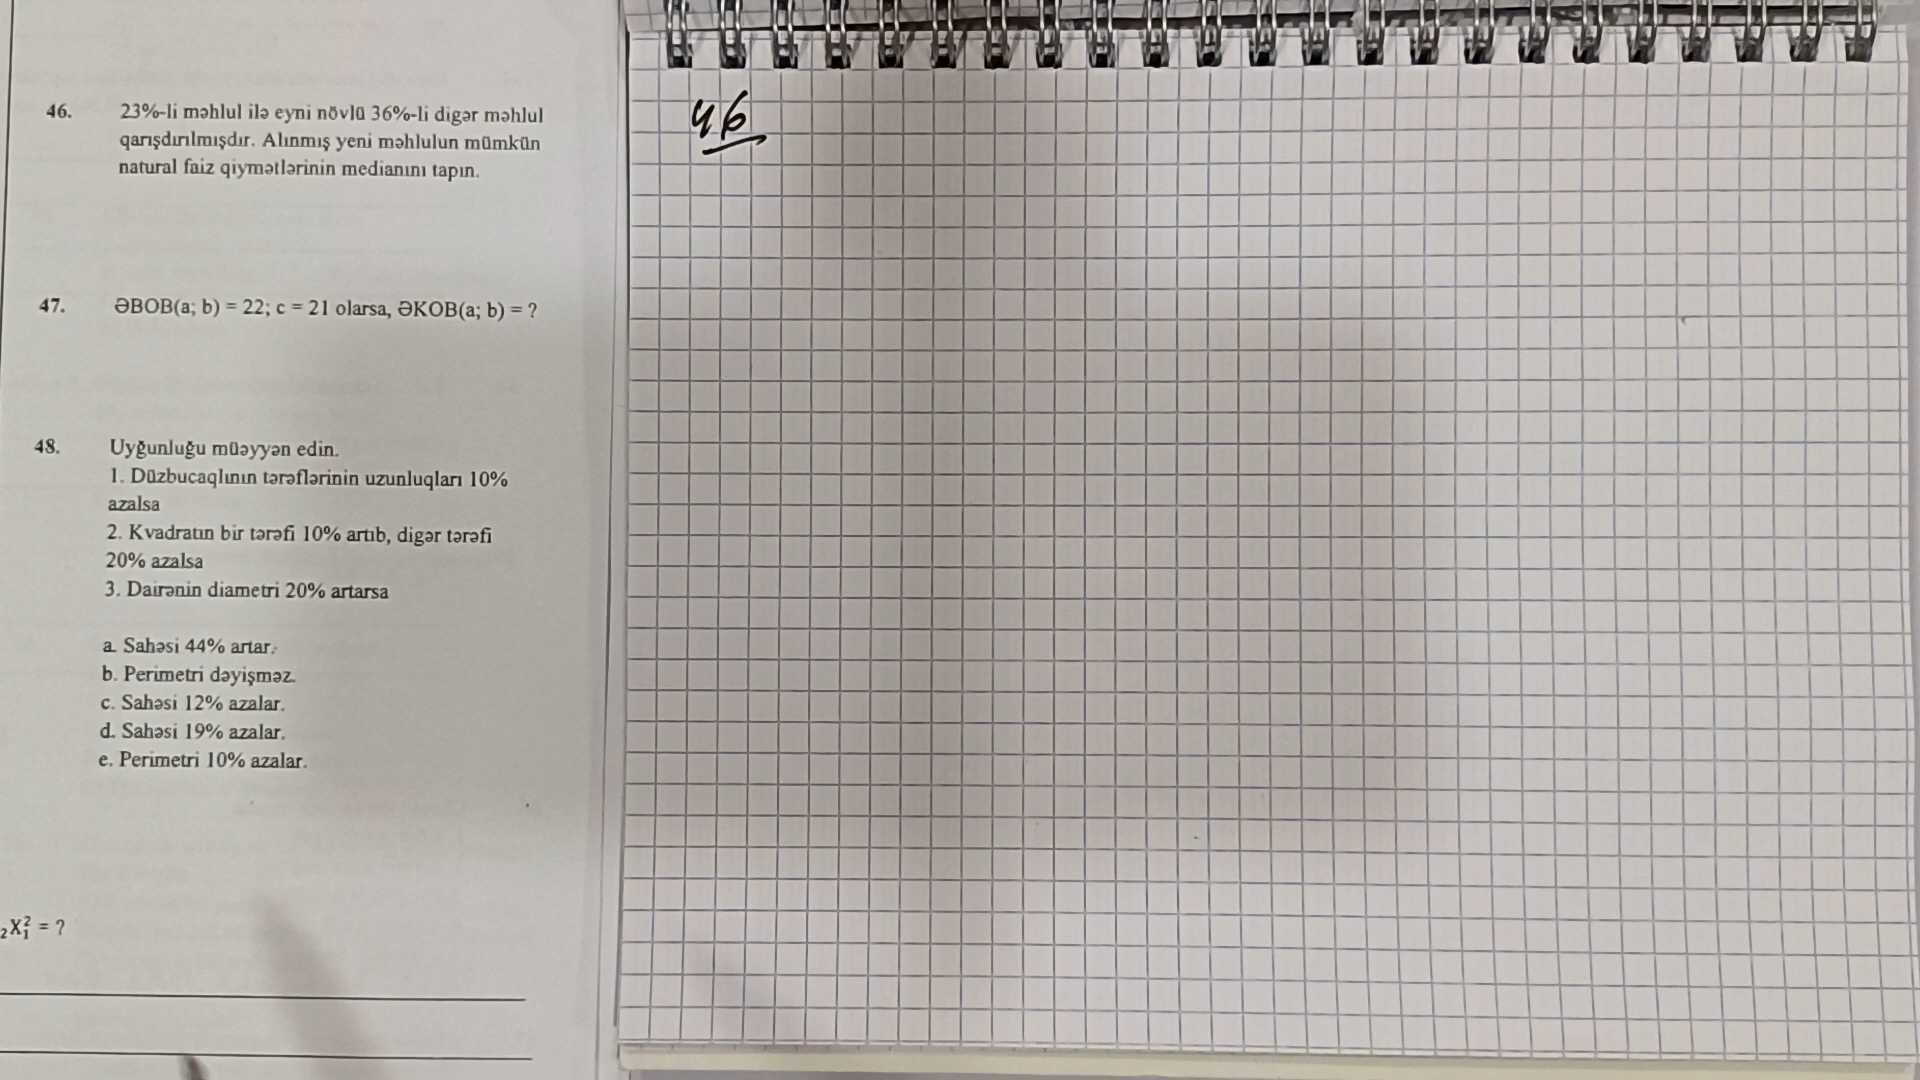 46. 23%-li məhlul ilə eyni növlü 36%-li digər məhlul
qarışdırılmışdır. Alınmış yeni məhlulun mümkün
natural faiz qiymətlərinin medianını tapın.
47. ƏBOB(a; b) = 22; c = 21 olarsa, ƏKOB(a; b) = ?
48. Uyğunluğu müəyyən edin.
1. Düzbucaqlının tərəflərinin uzunluqları 10%
azalsa
2. Kvadratın bir tərəfi 10% artıb, digər tərəfi
20% azalsa
3. Dairənin diametri 20% artarsa
a. Sahəsi 44% artar.
b. Perimetri dəyişməz.
c. Sahəsi 12% azalar.
d. Sahəsi 19% azalar.
e. Perimetri 10% azalar.
₂X₁² = ?
46